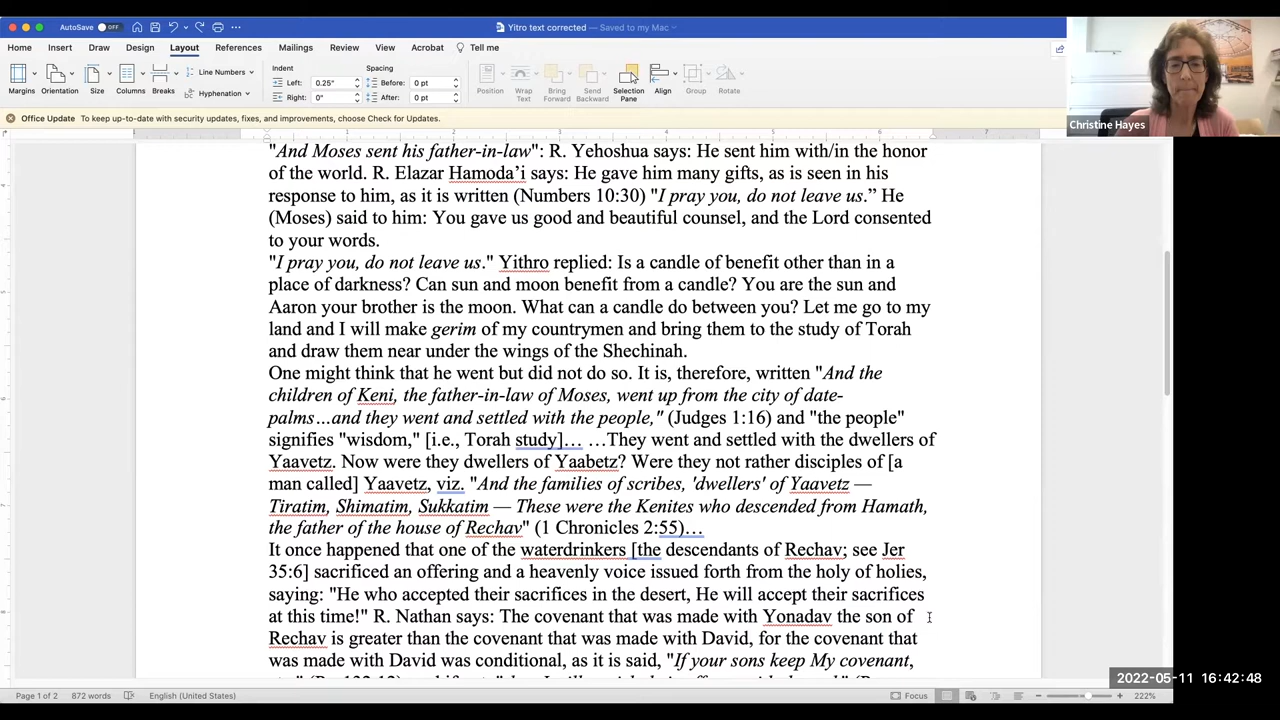 AutoSave OFF
Yitro text corrected — Saved to my Mac
Home Insert Draw Design Layout References Mailings Review View Acrobat Tell me
Margins Orientation Size Columns Breaks Line Numbers Hyphenation
Indent Left: 0.25" Right: 0"
Spacing Before: 0 pt After: 0 pt
Position Wrap Text Bring Forward Send Backward Selection Pane Align Group Rotate
Office Update To keep up-to-date with security updates, fixes, and improvements, choose Check for Updates.
Christine Hayes
1 2 3 4 5 6 7
"And Moses sent his father-in-law": R. Yehoshua says: He sent him with/in the honor
of the world. R. Elazar Hamoda’i says: He gave him many gifts, as is seen in his
response to him, as it is written (Numbers 10:30) "I pray you, do not leave us.” He
(Moses) said to him: You gave us good and beautiful counsel, and the Lord consented
to your words.
"I pray you, do not leave us." Yithro replied: Is a candle of benefit other than in a
place of darkness? Can sun and moon benefit from a candle? You are the sun and
Aaron your brother is the moon. What can a candle do between you? Let me go to my
land and I will make gerim of my countrymen and bring them to the study of Torah
and draw them near under the wings of the Shechinah.
One might think that he went but did not do so. It is, therefore, written "And the
children of Keni, the father-in-law of Moses, went up from the city of date-
palms…and they went and settled with the people," (Judges 1:16) and "the people"
signifies "wisdom," [i.e., Torah study]… …They went and settled with the dwellers of
Yaavetz. Now were they dwellers of Yaabetz? Were they not rather disciples of [a
man called] Yaavetz, viz. "And the families of scribes, 'dwellers' of Yaavetz —
Tiratim, Shimatim, Sukkatim — These were the Kenites who descended from Hamath,
the father of the house of Rechav" (1 Chronicles 2:55)…
It once happened that one of the waterdrinkers [the descendants of Rechav; see Jer
35:6] sacrificed an offering and a heavenly voice issued forth from the holy of holies,
saying: "He who accepted their sacrifices in the desert, He will accept their sacrifices
at this time!" R. Nathan says: The covenant that was made with Yonadav the son of
Rechav is greater than the covenant that was made with David, for the covenant that
was made with David was conditional, as it is said, "If your sons keep My covenant,
2022-05-11 16:42:48
Page 1 of 2 872 words English (United States) Focus 222%